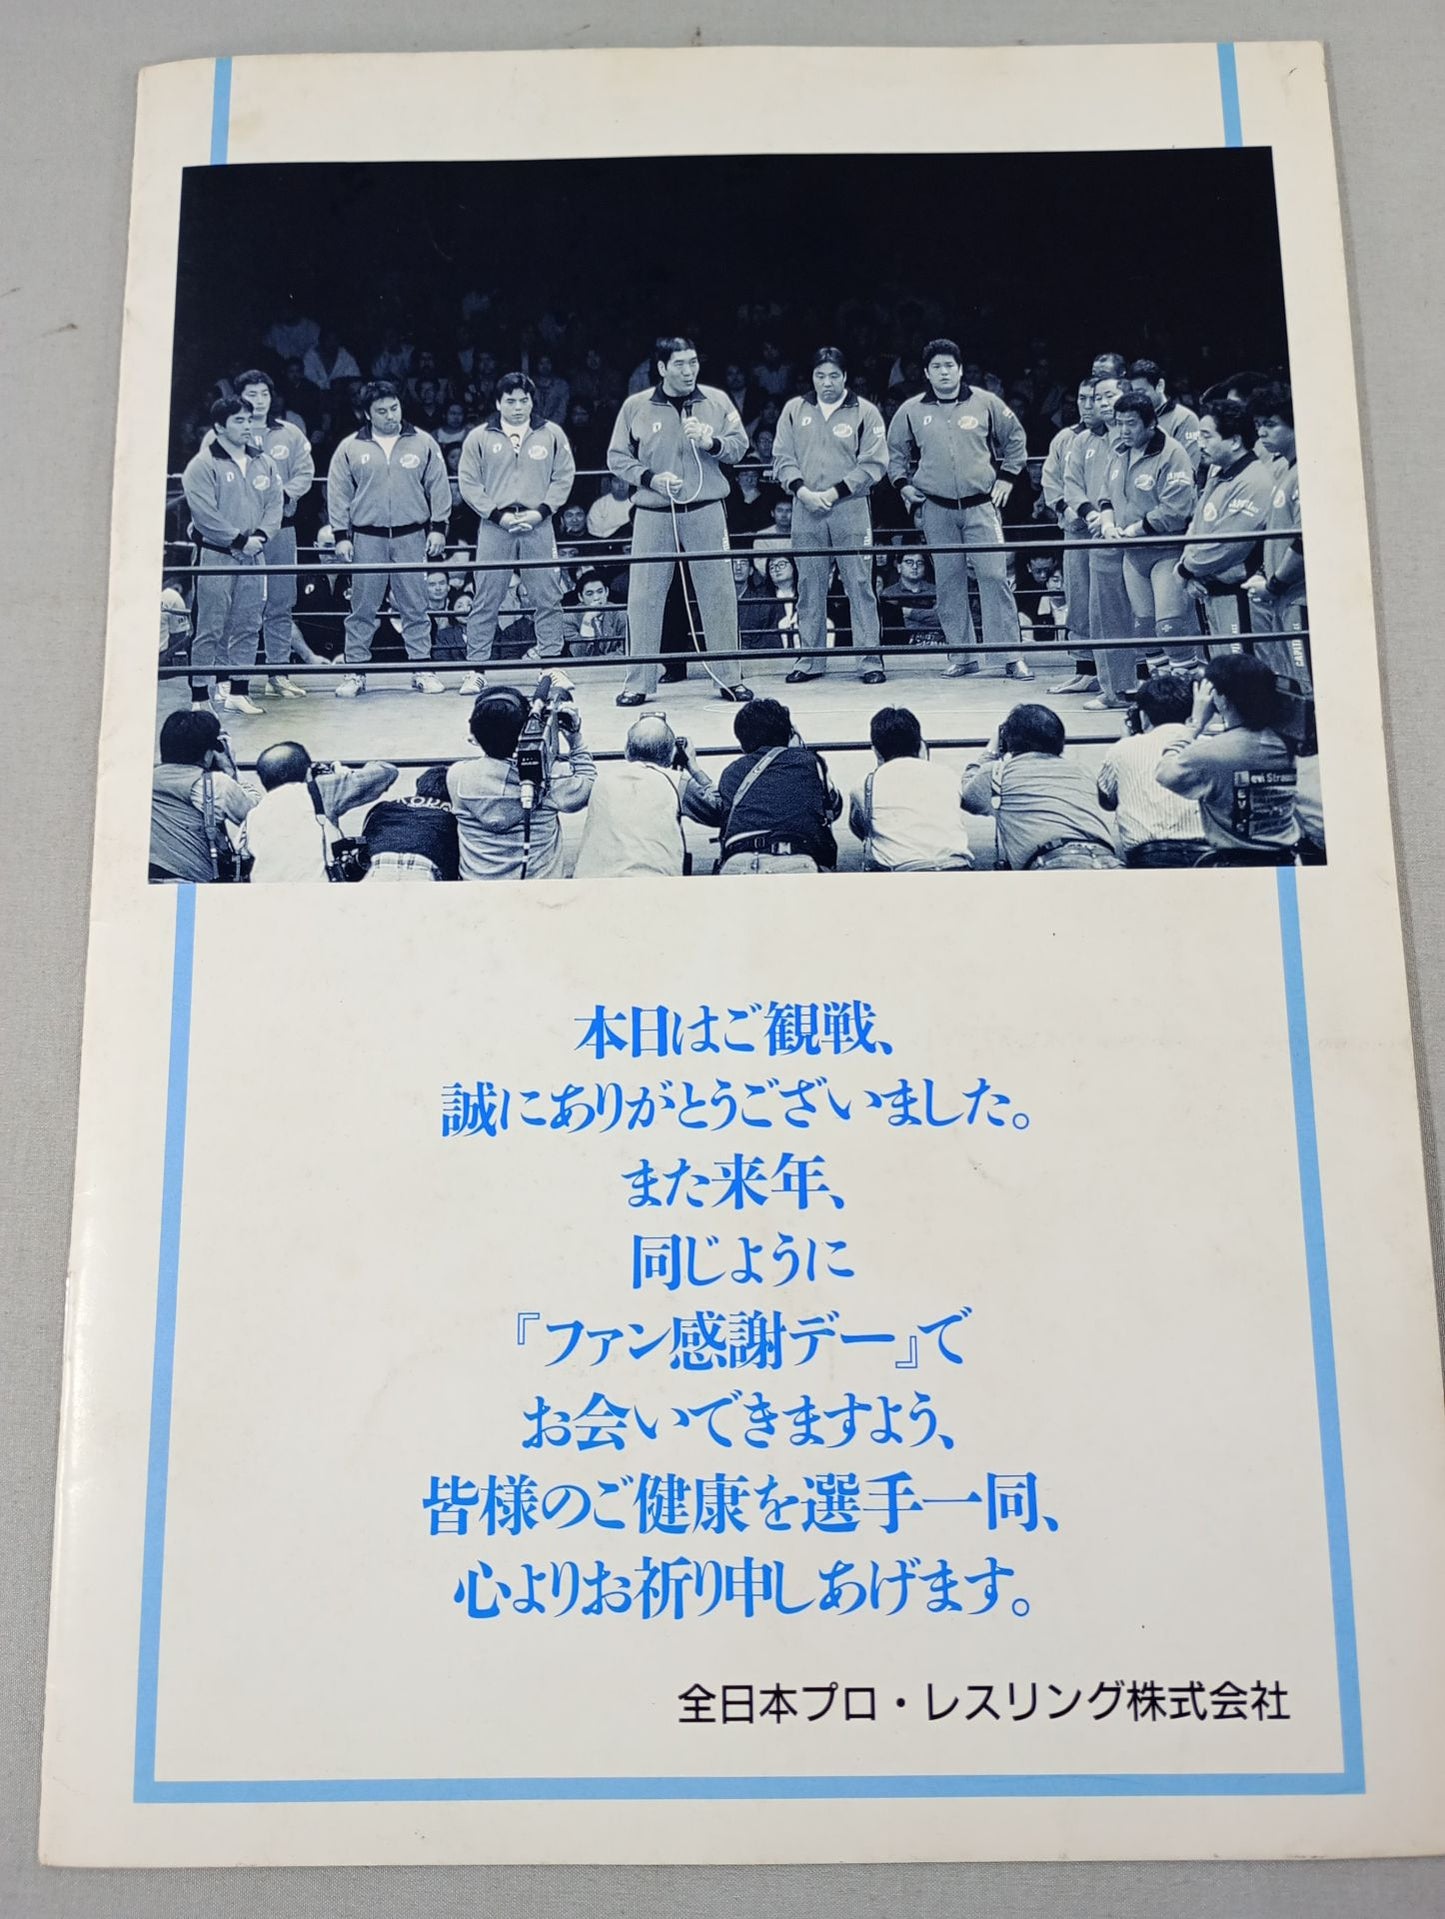 本日はご観戦、
誠にありがとうございました。
また来年、
同じように
『ファン感謝デー』で
お会いできますよう、
皆様のご健康を選手一同、
心よりお祈り申しあげます。
全日本プロ・レスリング株式会社